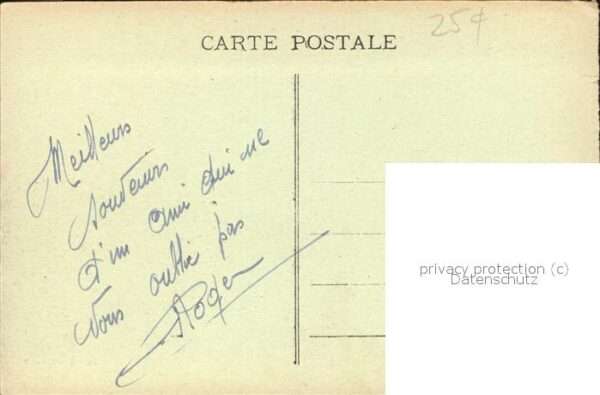 25¢
CARTE POSTALE
Meilleurs
souvenirs
d'un ami qui ne
vous oublie pas
Roger
privacy protection (c)
Datenschutz